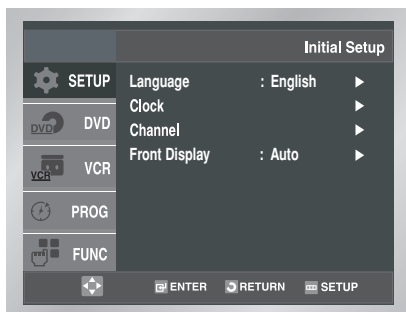 Initial Setup
SETUP
Language : English ►
Clock ►
Channel ►
Front Display : Auto ►
DVD DVD
VCR VCR
PROG
FUNC
ENTER RETURN SETUP